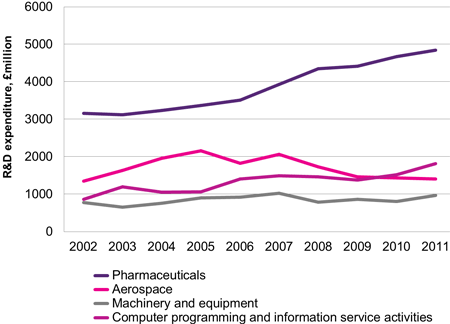 R&D expenditure, £million
6000
5000
4000
3000
2000
1000
0
2002 2003 2004 2005 2006 2007 2008 2009 2010 2011
Pharmaceuticals
Aerospace
Machinery and equipment
Computer programming and information service activities